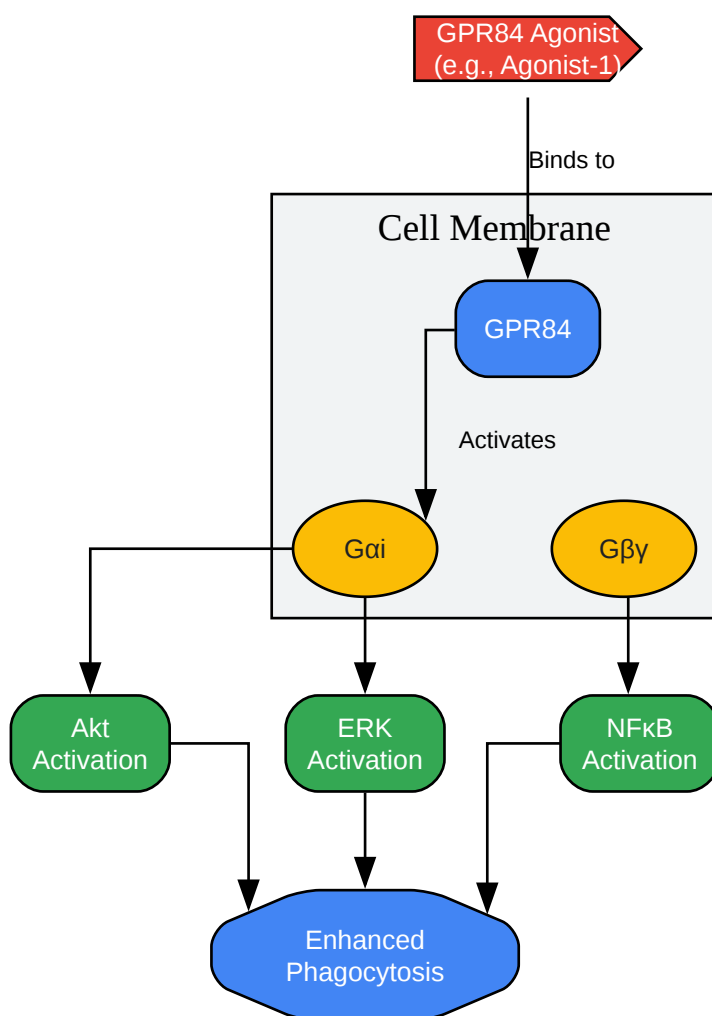 GPR84 Agonist
(e.g., Agonist-1)
Binds to
Cell Membrane
GPR84
Activates
Gαi
Gβγ
Akt
Activation
ERK
Activation
NFκB
Activation
Enhanced
Phagocytosis